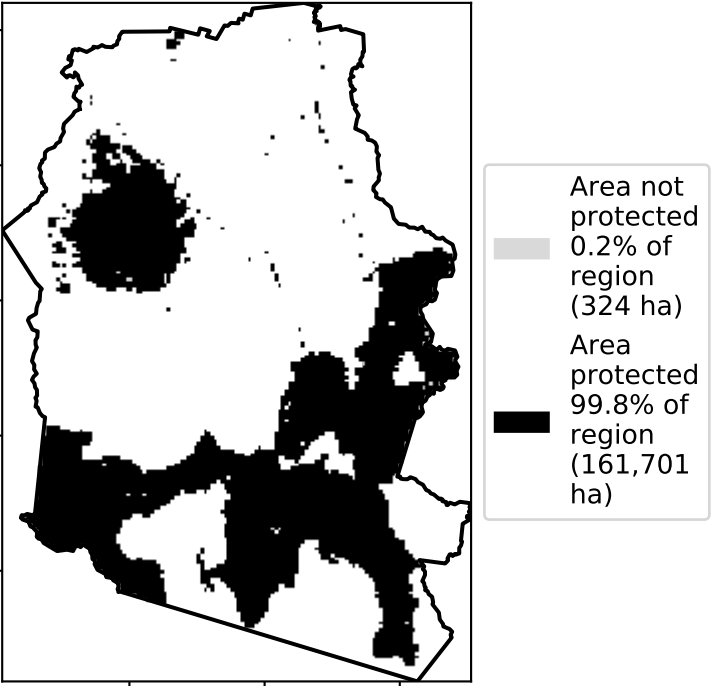 Area not
protected
0.2% of
region
(324 ha)
Area
protected
99.8% of
region
(161,701
ha)